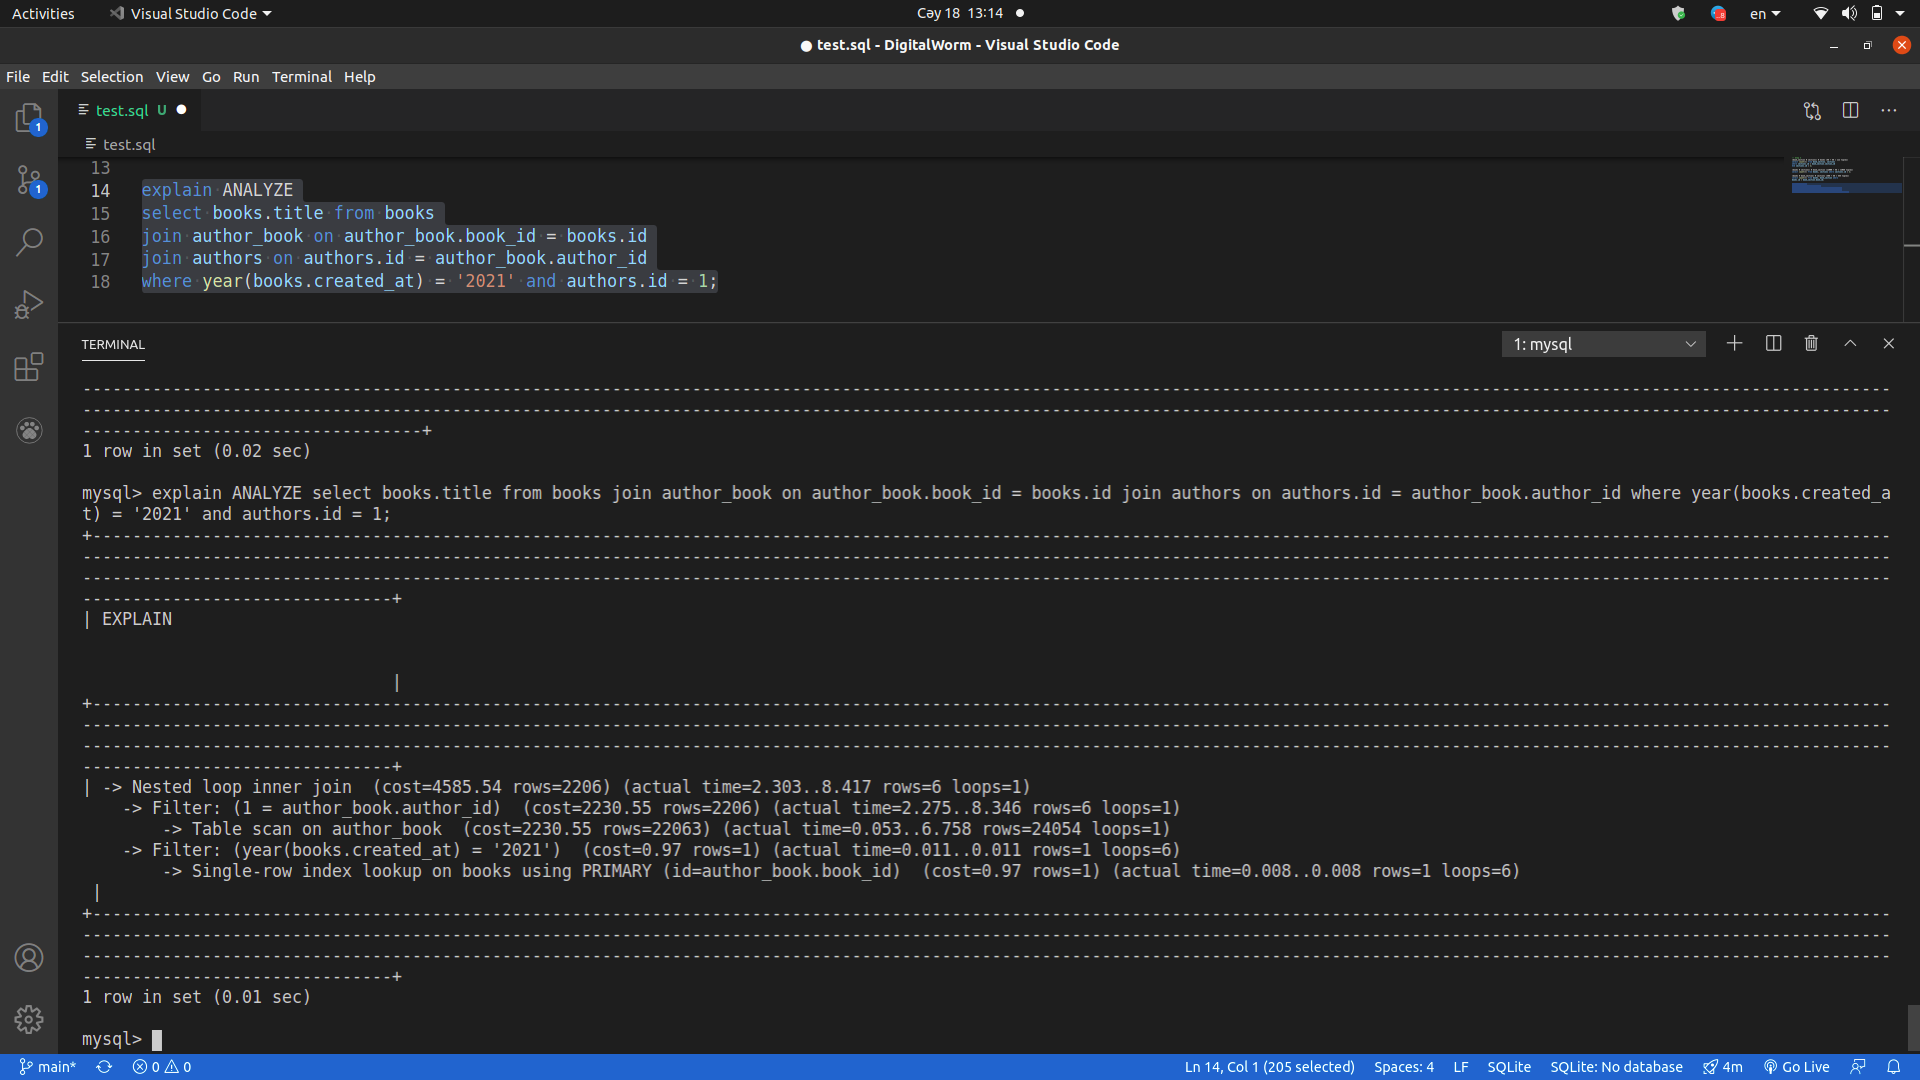 Activities
Visual Studio Code
Cəy 18 13:14
en
● test.sql - DigitalWorm - Visual Studio Code
File Edit Selection View Go Run Terminal Help
1
test.sql U
test.sql
1
13
14 explain ANALYZE
15 select books.title from books
16 join author_book on author_book.book_id = books.id
17 join authors on authors.id = author_book.author_id
18 where year(books.created_at) = '2021' and authors.id = 1;
TERMINAL
1: mysql
------------------------------------------------------------------------------------------------------------------------------------------------------------------------------------
------------------------------------------------------------------------------------------------------------------------------------------------------------------------------------
----------------------------------+
1 row in set (0.02 sec)
mysql> explain ANALYZE select books.title from books join author_book on author_book.book_id = books.id join authors on authors.id = author_book.author_id where year(books.created_a
t) = '2021' and authors.id = 1;
+------------------------------------------------------------------------------------------------------------------------------------------------------------------------------------
------------------------------------------------------------------------------------------------------------------------------------------------------------------------------------
------------------------------------------------------------------------------------------------------------------------------------------------------------------------------------
-------------------------------+
| EXPLAIN
|
+------------------------------------------------------------------------------------------------------------------------------------------------------------------------------------
------------------------------------------------------------------------------------------------------------------------------------------------------------------------------------
------------------------------------------------------------------------------------------------------------------------------------------------------------------------------------
-------------------------------+
| -> Nested loop inner join  (cost=4585.54 rows=2206) (actual time=2.303..8.417 rows=6 loops=1)
-> Filter: (1 = author_book.author_id)  (cost=2230.55 rows=2206) (actual time=2.275..8.346 rows=6 loops=1)
-> Table scan on author_book  (cost=2230.55 rows=22063) (actual time=0.053..6.758 rows=24054 loops=1)
-> Filter: (year(books.created_at) = '2021')  (cost=0.97 rows=1) (actual time=0.011..0.011 rows=1 loops=6)
-> Single-row index lookup on books using PRIMARY (id=author_book.book_id)  (cost=0.97 rows=1) (actual time=0.008..0.008 rows=1 loops=6)
|
+------------------------------------------------------------------------------------------------------------------------------------------------------------------------------------
------------------------------------------------------------------------------------------------------------------------------------------------------------------------------------
------------------------------------------------------------------------------------------------------------------------------------------------------------------------------------
-------------------------------+
1 row in set (0.01 sec)
mysql>
main* 0 0 Ln 14, Col 1 (205 selected) Spaces: 4 LF SQLite SQLite: No database 4m Go Live